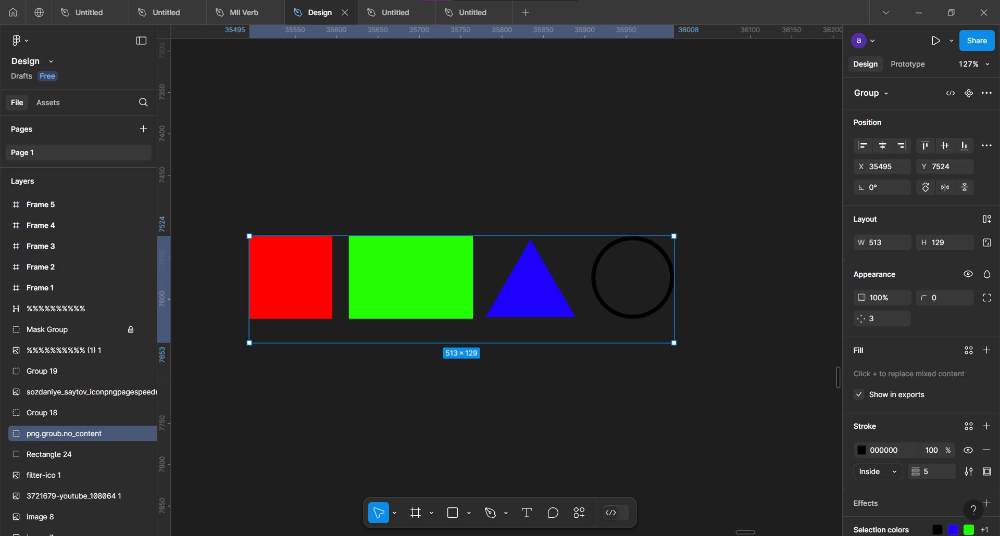 Untitled
Untitled
MII Verb
Design
Untitled
Untitled
35495
35550
35600
35650
35700
35750
35800
35850
35900
35950
36008
36100
36150
36200
a
Share
Design
Drafts Free
Design
Prototype
127%
File
Assets
Pages
Page 1
Layers
Frame 5
Frame 4
Frame 3
Frame 2
Frame 1
%%%%%%%%%%
Mask Group
%%%%%%%%%% (1) 1
Group 19
sozdaniye_saytov_iconpngpagespeed
Group 18
png.groub.no_content
Rectangle 24
filter-ico 1
3721679-youtube_108064 1
image 8
7300
7350
7400
7450
7524
7550
7600
7653
7750
7800
7850
513 × 129
Group
Position
X 35495
Y 7524
0°
Layout
W 513
H 129
Appearance
100%
0
3
Fill
Click + to replace mixed content
Show in exports
Stroke
000000
100 %
Inside
5
Effects
?
Selection colors
+1